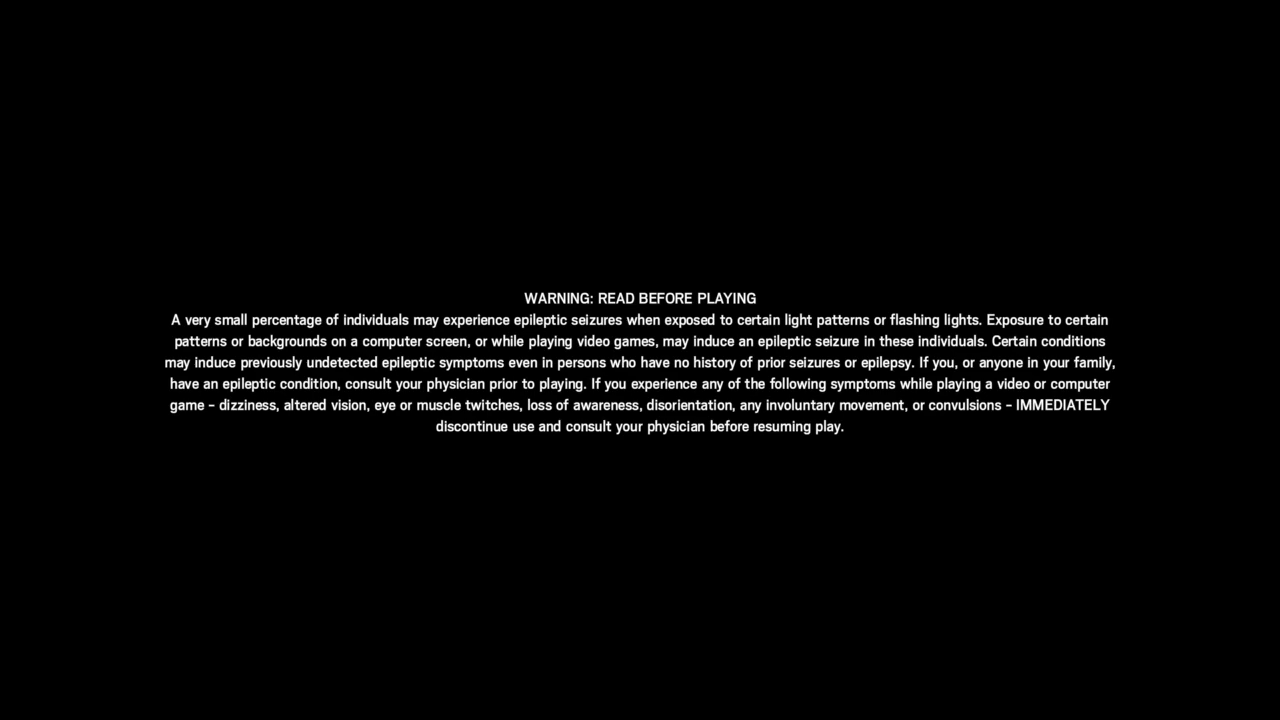 WARNING: READ BEFORE PLAYING
A very small percentage of individuals may experience epileptic seizures when exposed to certain light patterns or flashing lights. Exposure to certain
patterns or backgrounds on a computer screen, or while playing video games, may induce an epileptic seizure in these individuals. Certain conditions
may induce previously undetected epileptic symptoms even in persons who have no history of prior seizures or epilepsy. If you, or anyone in your family,
have an epileptic condition, consult your physician prior to playing. If you experience any of the following symptoms while playing a video or computer
game – dizziness, altered vision, eye or muscle twitches, loss of awareness, disorientation, any involuntary movement, or convulsions – IMMEDIATELY
discontinue use and consult your physician before resuming play.